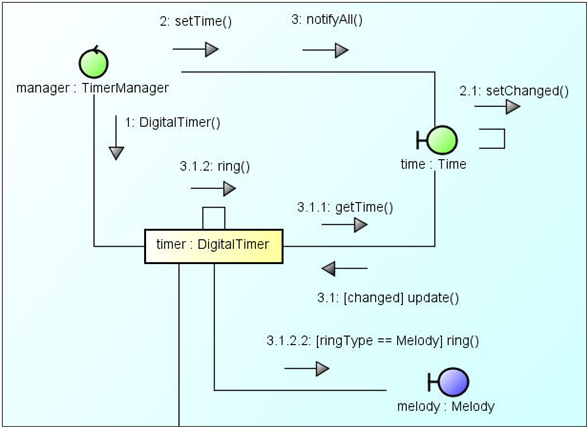 2: setTime()
3: notifyAll()
manager : TimerManager
2.1: setChanged()
1: DigitalTimer()
time : Time
3.1.2: ring()
3.1.1: getTime()
timer : DigitalTimer
3.1: [changed] update()
3.1.2.2: [ringType == Melody] ring()
melody : Melody